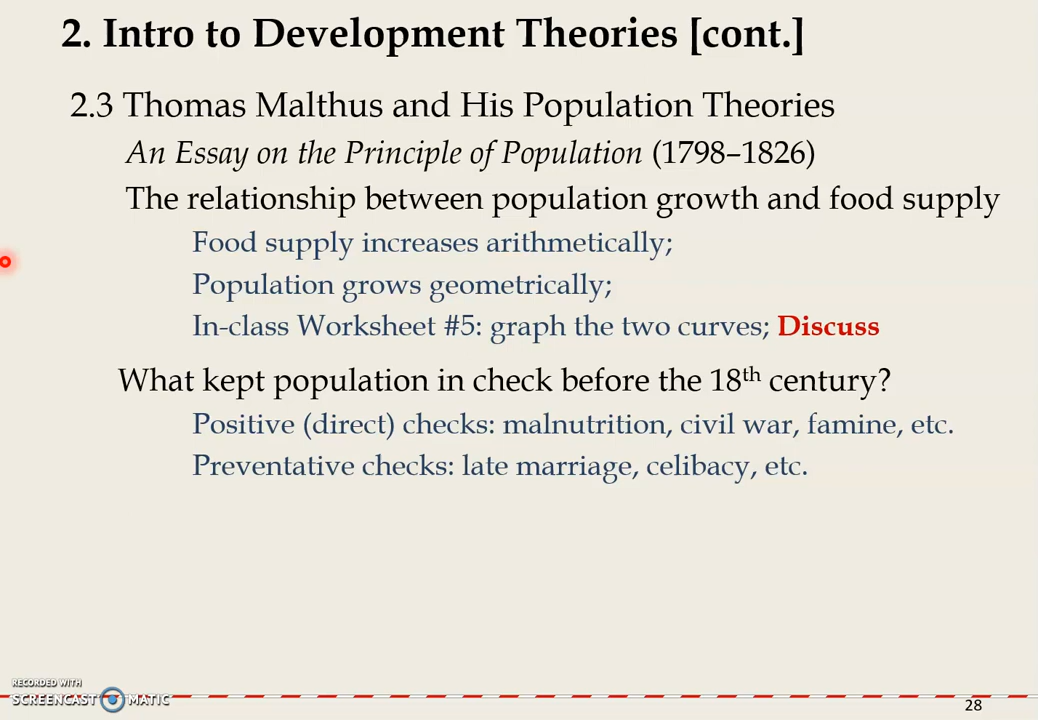 2. Intro to Development Theories [cont.]
2.3 Thomas Malthus and His Population Theories
An Essay on the Principle of Population (1798–1826)
The relationship between population growth and food supply
Food supply increases arithmetically;
Population grows geometrically;
In-class Worksheet #5: graph the two curves; Discuss
What kept population in check before the 18th century?
Positive (direct) checks: malnutrition, civil war, famine, etc.
Preventative checks: late marriage, celibacy, etc.
RECORDED WITH
SCREENCAST MATIC
28